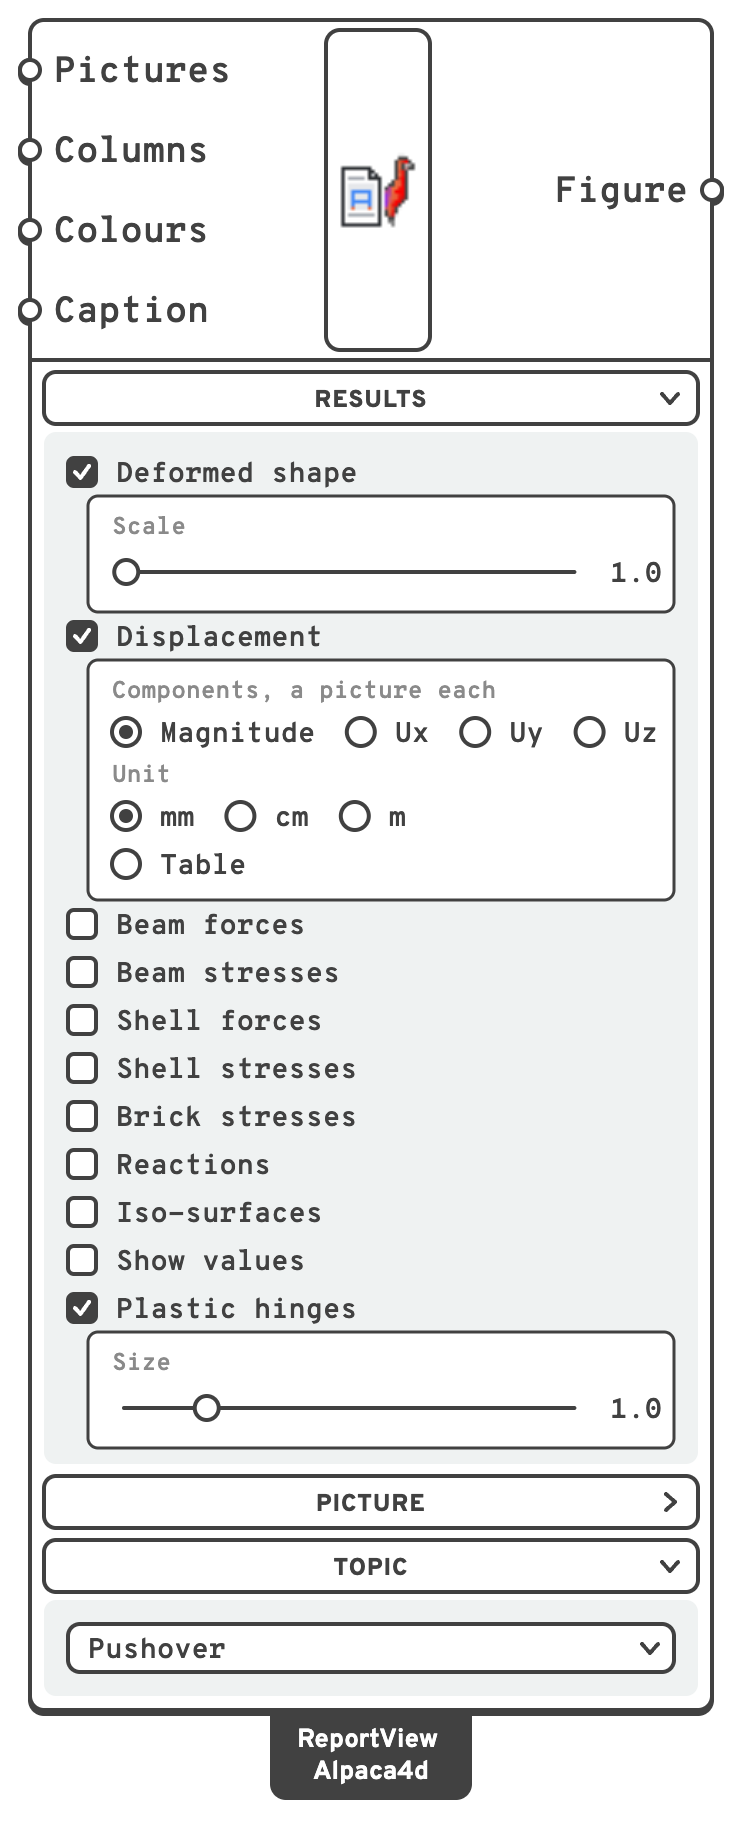 Pictures
Columns
Colours
Caption
Figure
RESULTS
Deformed shape
Scale
1.0
Displacement
Components, a picture each
Magnitude Ux Uy Uz
Unit
mm cm m
Table
Beam forces
Beam stresses
Shell forces
Shell stresses
Brick stresses
Reactions
Iso-surfaces
Show values
Plastic hinges
Size
1.0
PICTURE
TOPIC
Pushover
ReportView
Alpaca4d